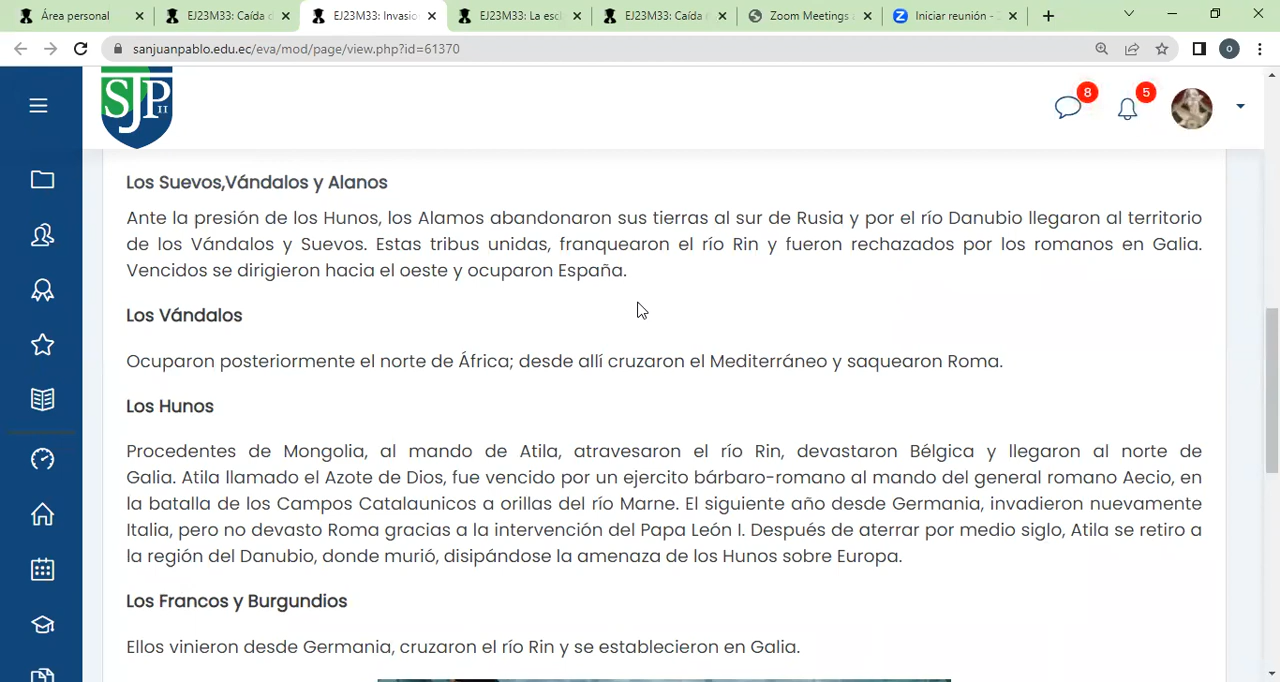 Área personal
EJ23M33: Caída d
EJ23M33: Invasio
EJ23M33: La escl
EJ23M33: Caída d
Zoom Meetings a
Iniciar reunión -
sanjuanpablo.edu.ec/eva/mod/page/view.php?id=61370
o
SJP II
8
5
Los Suevos,Vándalos y Alanos
Ante la presión de los Hunos, los Alamos abandonaron sus tierras al sur de Rusia y por el río Danubio llegaron al territorio
de los Vándalos y Suevos. Estas tribus unidas, franquearon el río Rin y fueron rechazados por los romanos en Galia.
Vencidos se dirigieron hacia el oeste y ocuparon España.
Los Vándalos
Ocuparon posteriormente el norte de África; desde allí cruzaron el Mediterráneo y saquearon Roma.
Los Hunos
Procedentes de Mongolia, al mando de Atila, atravesaron el río Rin, devastaron Bélgica y llegaron al norte de
Galia. Atila llamado el Azote de Dios, fue vencido por un ejercito bárbaro-romano al mando del general romano Aecio, en
la batalla de los Campos Catalaunicos a orillas del río Marne. El siguiente año desde Germania, invadieron nuevamente
Italia, pero no devasto Roma gracias a la intervención del Papa León I. Después de aterrar por medio siglo, Atila se retiro a
la región del Danubio, donde murió, disipándose la amenaza de los Hunos sobre Europa.
Los Francos y Burgundios
Ellos vinieron desde Germania, cruzaron el río Rin y se establecieron en Galia.